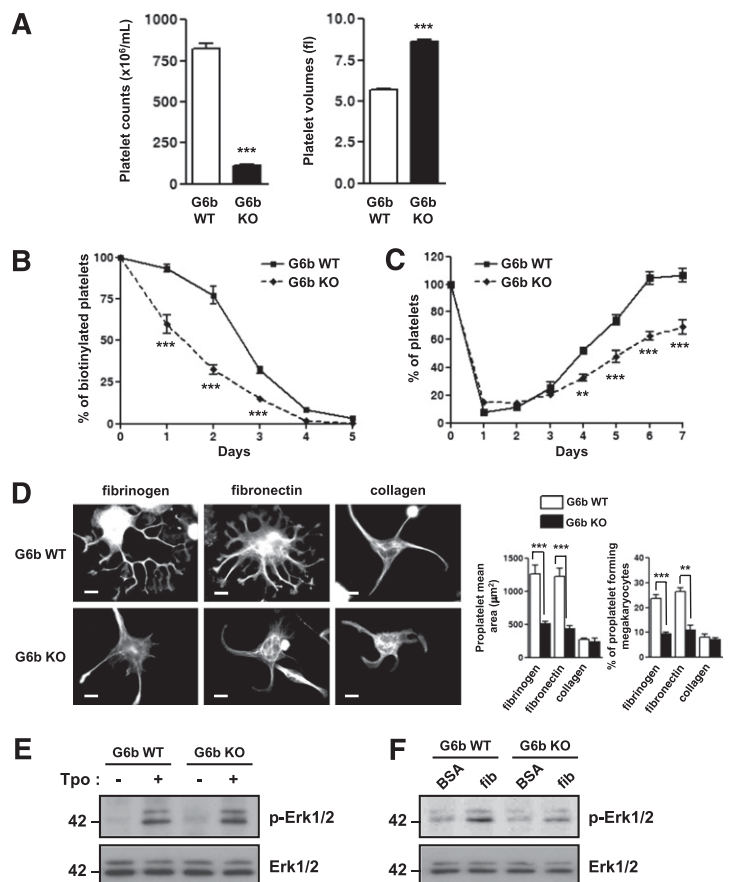 A
Platelet counts (x10⁶/mL)
1000
750
500
250
0
***
G6b WT
G6b KO
Platelet volumes (fl)
10.0
7.5
5.0
2.5
0.0
***
G6b WT
G6b KO
B
% of biotinylated platelets
100
75
50
25
0
G6b WT
G6b KO
***
***
***
0 1 2 3 4 5
Days
C
% of platelets
120
100
80
60
40
20
0
G6b WT
G6b KO
**
***
***
***
0 1 2 3 4 5 6 7
Days
D
fibrinogen fibronectin collagen
G6b WT
G6b KO
G6b WT
G6b KO
Proplatelet mean
area (µm²)
1500
1000
500
0
*** ***
fibrinogen
fibronectin
collagen
% of proplatelet forming
megakaryocytes
40
30
20
10
0
*** **
fibrinogen
fibronectin
collagen
E
G6b WT G6b KO
Tpo : - + - +
42 p-Erk1/2
42 Erk1/2
F
G6b WT G6b KO
BSA fib BSA fib
42 p-Erk1/2
42 Erk1/2